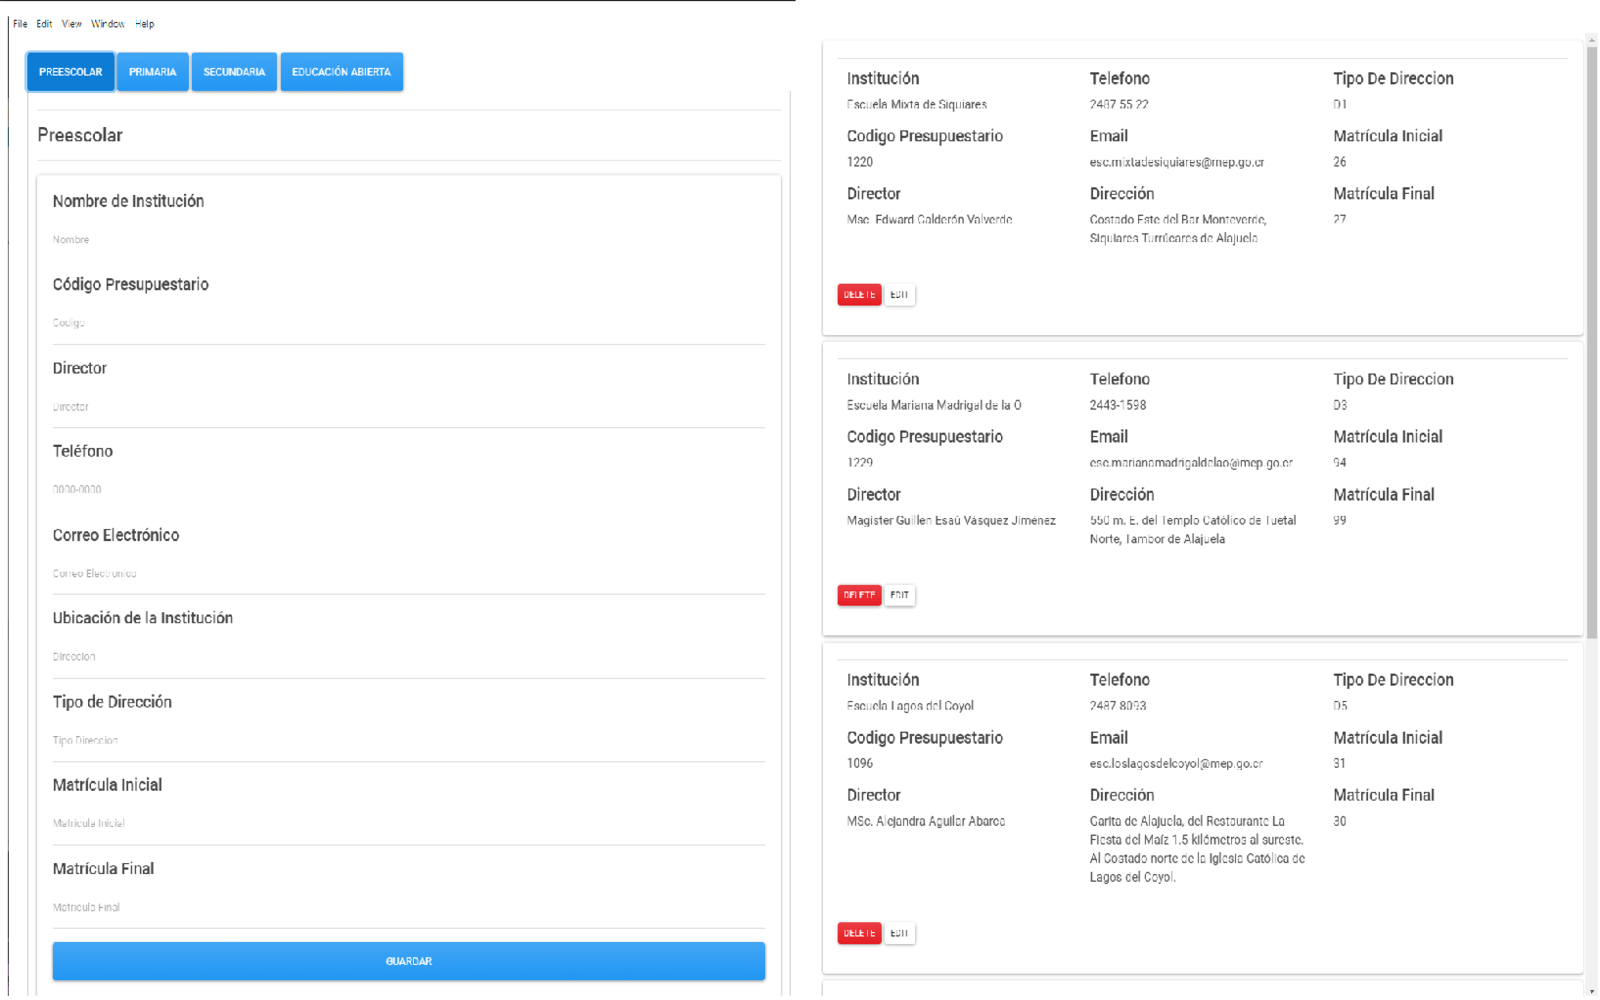 File Edit View Window Help
PREESCOLAR PRIMARIA SECUNDARIA EDUCACIÓN ABIERTA
Preescolar
Nombre de Institución
Nombre
Código Presupuestario
Codigo
Director
Director
Teléfono
0000-0000
Correo Electrónico
Correo Electronico
Ubicación de la Institución
Direccion
Tipo de Dirección
Tipo Direccion
Matrícula Inicial
Matricula Inicial
Matrícula Final
Matricula Final
GUARDAR
Institución Telefono Tipo De Direccion
Escuela Mixta de Siquiares 2487 55 22 D1
Codigo Presupuestario Email Matrícula Inicial
1220 esc.mixtadesiquiares@mep.go.cr 26
Director Dirección Matrícula Final
Msc. Edward Calderón Valverde Costado Este del Bar Monteverde, 27
Siquiares Turrúcares de Alajuela
DELETE EDIT
Institución Telefono Tipo De Direccion
Escuela Mariana Madrigal de la O 2443-1598 D3
Codigo Presupuestario Email Matrícula Inicial
1229 esc.marianamadrigaldelao@mep.go.cr 94
Director Dirección Matrícula Final
Magister Guillen Esaú Vásquez Jiménez 550 m. E. del Templo Católico de Tuetal 99
Norte, Tambor de Alajuela
DELETE EDIT
Institución Telefono Tipo De Direccion
Escuela Lagos del Coyol 2487-8093 D5
Codigo Presupuestario Email Matrícula Inicial
1096 esc.loslagosdelcoyol@mep.go.cr 31
Director Dirección Matrícula Final
MSc. Alejandra Aguilar Abarca Garita de Alajuela, del Restaurante La 30
Fiesta del Maíz 1.5 kilómetros al sureste.
Al Costado norte de la Iglesia Católica de
Lagos del Coyol.
DELETE EDIT